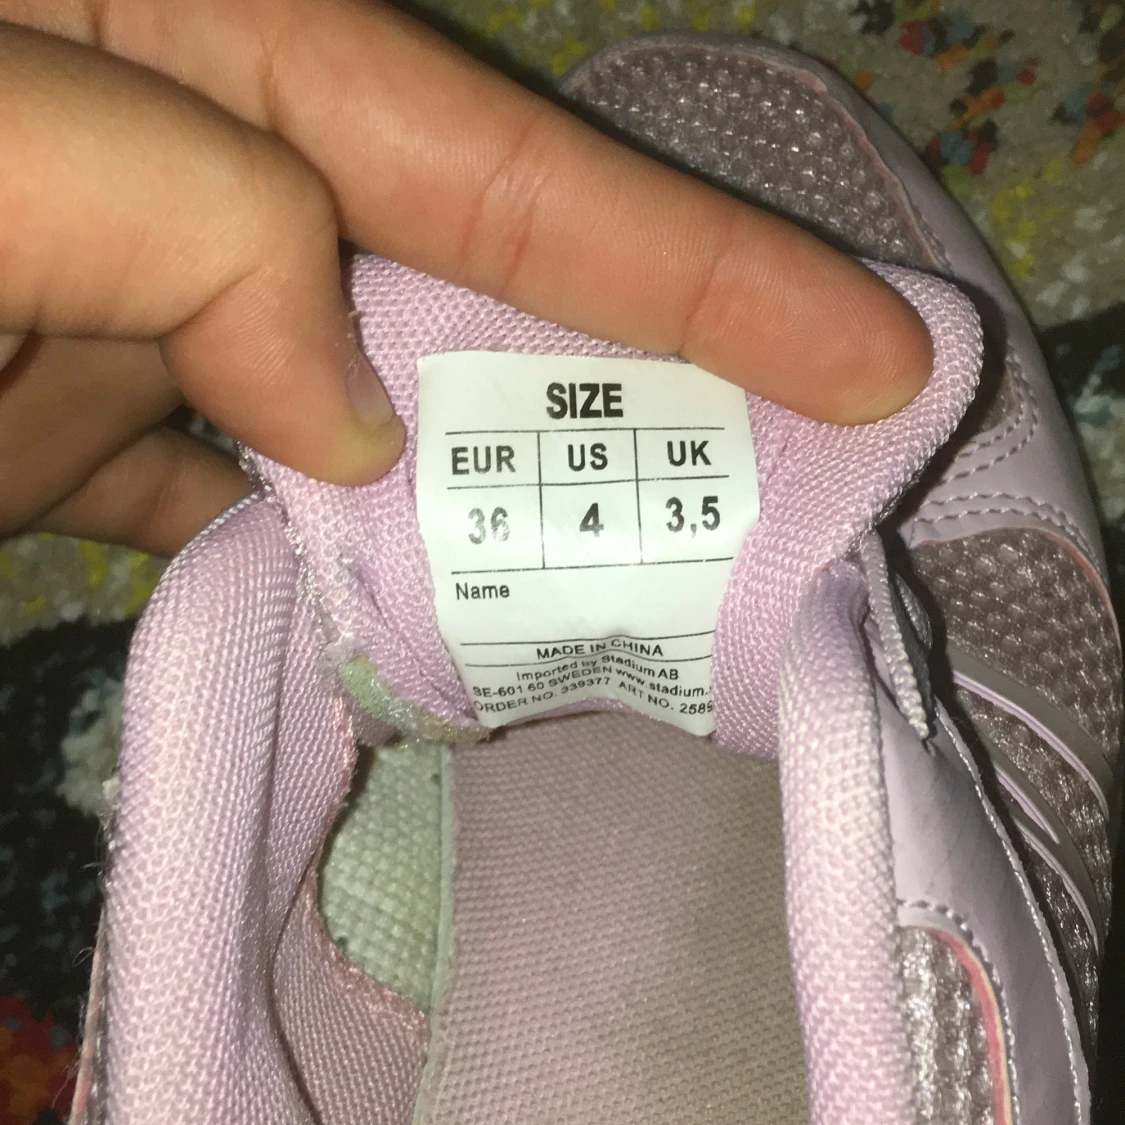 SIZE
EUR US UK
36 4 3,5
Name
MADE IN CHINA
Imported by Stadium AB
SE-601 60 SWEDEN www.stadium.
ORDER NO. 339377 ART NO. 2589